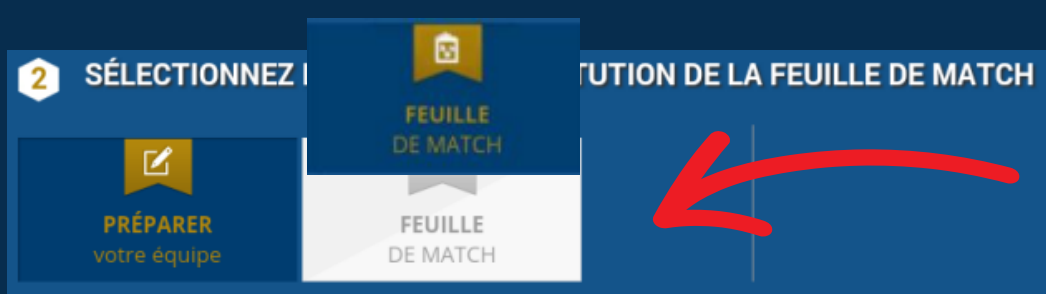 2 SÉLECTIONNEZ TUTION DE LA FEUILLE DE MATCH
FEUILLE
DE MATCH
PRÉPARER
votre équipe
FEUILLE
DE MATCH